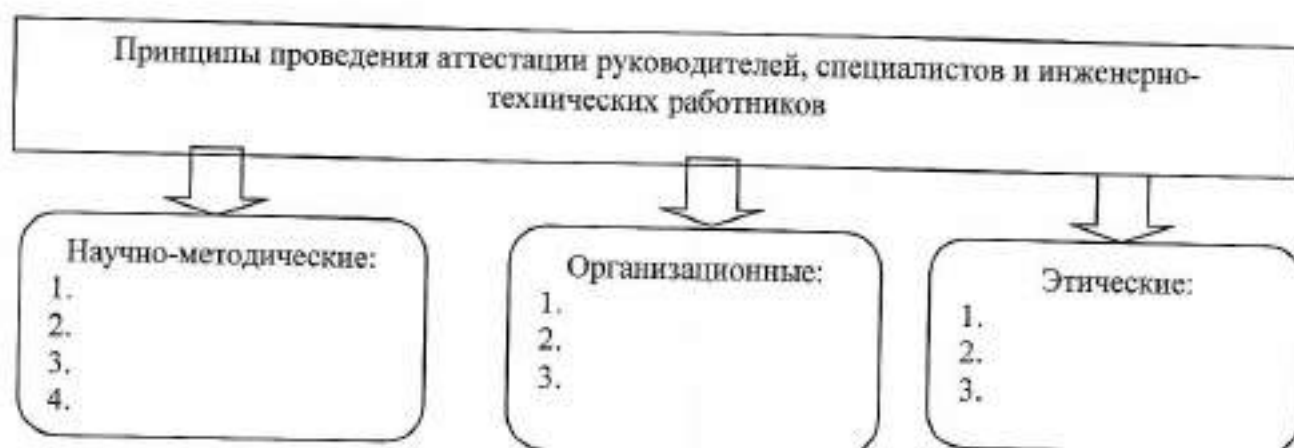 Принципы проведения аттестации руководителей, специалистов и инженерно-
технических работников
Научно-методические:
1.
2.
3.
4.
Организационные:
1.
2.
3.
Этические:
1.
2.
3.